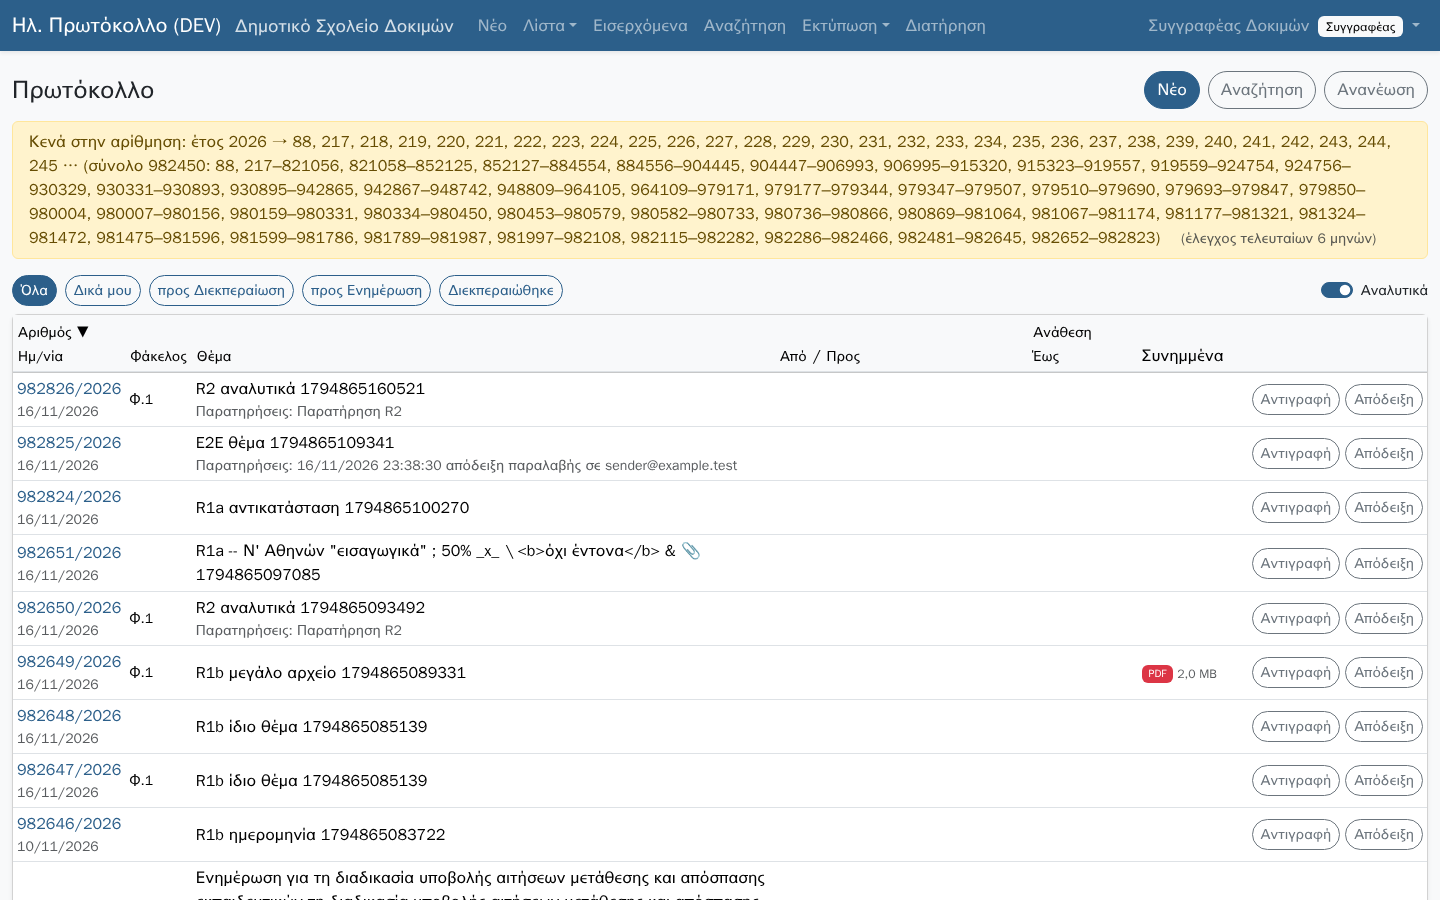 Ηλ. Πρωτόκολλο (DEV) Δημοτικό Σχολείο Δοκιμών Νέο Λίστα Εισερχόμενα Αναζήτηση Εκτύπωση Διατήρηση Συγγραφέας Δοκιμών Συγγραφέας
Πρωτόκολλο Νέο Αναζήτηση Ανανέωση
Κενά στην αρίθμηση: έτος 2026 → 88, 217, 218, 219, 220, 221, 222, 223, 224, 225, 226, 227, 228, 229, 230, 231, 232, 233, 234, 235, 236, 237, 238, 239, 240, 241, 242, 243, 244,
245 ⋯ (σύνολο 982450: 88, 217–821056, 821058–852125, 852127–884554, 884556–904445, 904447–906993, 906995–915320, 915323–919557, 919559–924754, 924756–
930329, 930331–930893, 930895–942865, 942867–948742, 948809–964105, 964109–979171, 979177–979344, 979347–979507, 979510–979690, 979693–979847, 979850–
980004, 980007–980156, 980159–980331, 980334–980450, 980453–980579, 980582–980733, 980736–980866, 980869–981064, 981067–981174, 981177–981321, 981324–
981472, 981475–981596, 981599–981786, 981789–981987, 981997–982108, 982115–982282, 982286–982466, 982481–982645, 982652–982823) (έλεγχος τελευταίων 6 μηνών)
Όλα Δικά μου προς Διεκπεραίωση προς Ενημέρωση Διεκπεραιώθηκε Αναλυτικά
Αριθμός ▼ Ανάθεση
Ημ/νία Φάκελος Θέμα Από / Προς Έως Συνημμένα
982826/2026 R2 αναλυτικά 1794865160521
Φ.1 Αντιγραφή Απόδειξη
16/11/2026 Παρατηρήσεις: Παρατήρηση R2
982825/2026 E2E θέμα 1794865109341
Αντιγραφή Απόδειξη
16/11/2026 Παρατηρήσεις: 16/11/2026 23:38:30 απόδειξη παραλαβής σε sender@example.test
982824/2026
R1a αντικατάσταση 1794865100270 Αντιγραφή Απόδειξη
16/11/2026
982651/2026 R1a -- Ν' Αθηνών "εισαγωγικά" ; 50% _x_ \ <b>όχι έντονα</b> & 📎
Αντιγραφή Απόδειξη
16/11/2026 1794865097085
982650/2026 R2 αναλυτικά 1794865093492
Φ.1 Αντιγραφή Απόδειξη
16/11/2026 Παρατηρήσεις: Παρατήρηση R2
982649/2026
Φ.1 R1b μεγάλο αρχείο 1794865089331 PDF 2,0 MB Αντιγραφή Απόδειξη
16/11/2026
982648/2026
R1b ίδιο θέμα 1794865085139 Αντιγραφή Απόδειξη
16/11/2026
982647/2026
Φ.1 R1b ίδιο θέμα 1794865085139 Αντιγραφή Απόδειξη
16/11/2026
982646/2026
R1b ημερομηνία 1794865083722 Αντιγραφή Απόδειξη
10/11/2026
Ενημέρωση για τη διαδικασία υποβολής αιτήσεων μετάθεσης και απόσπασης